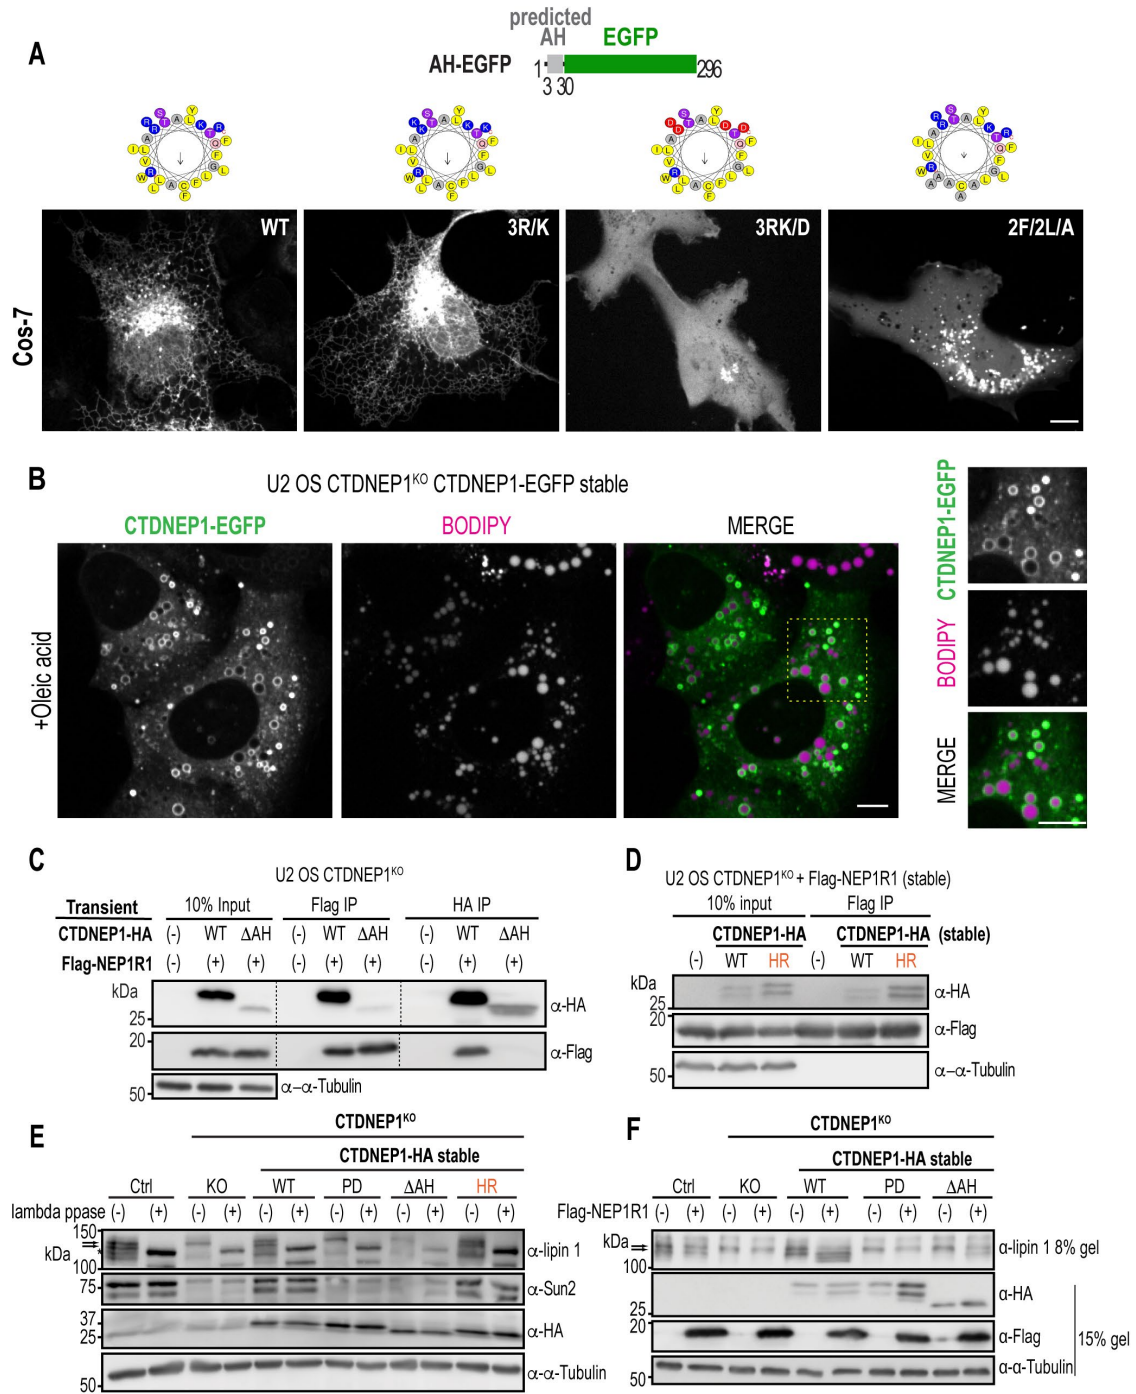 A
predicted
AH
EGFP
AH-EGFP
1
296
3 30
WT
3R/K
3RK/D
2F/2L/A
Cos-7
B
U2 OS CTDNEP1KO CTDNEP1-EGFP stable
CTDNEP1-EGFP
BODIPY
MERGE
+Oleic acid
CTDNEP1-EGFP
BODIPY
MERGE
C
U2 OS CTDNEP1KO
Transient
10% Input
Flag IP
HA IP
CTDNEP1-HA
(-) WT ΔAH (-) WT ΔAH (-) WT ΔAH
Flag-NEP1R1
(-) (+) (+) (-) (+) (+) (-) (+) (+)
kDa
25
α-HA
20
α-Flag
50
α-α-Tubulin
D
U2 OS CTDNEP1KO + Flag-NEP1R1 (stable)
10% input
Flag IP
CTDNEP1-HA
CTDNEP1-HA
(stable)
(-) WT HR (-) WT HR
kDa
25
α-HA
20
α-Flag
50
α-α-Tubulin
E
CTDNEP1KO
CTDNEP1-HA stable
Ctrl KO WT PD ΔAH HR
lambda ppase (-) (+) (-) (+) (-) (+) (-) (+) (-) (+) (-) (+)
150
kDa
*
100
α-lipin 1
75
α-Sun2
37
25
α-HA
50
α-α-Tubulin
F
CTDNEP1KO
CTDNEP1-HA stable
Ctrl KO WT PD ΔAH
Flag-NEP1R1 (-) (+) (-) (+) (-) (+) (-) (+) (-) (+)
kDa
100
α-lipin 1 8% gel
25
α-HA
20
α-Flag
15% gel
50
α-α-Tubulin